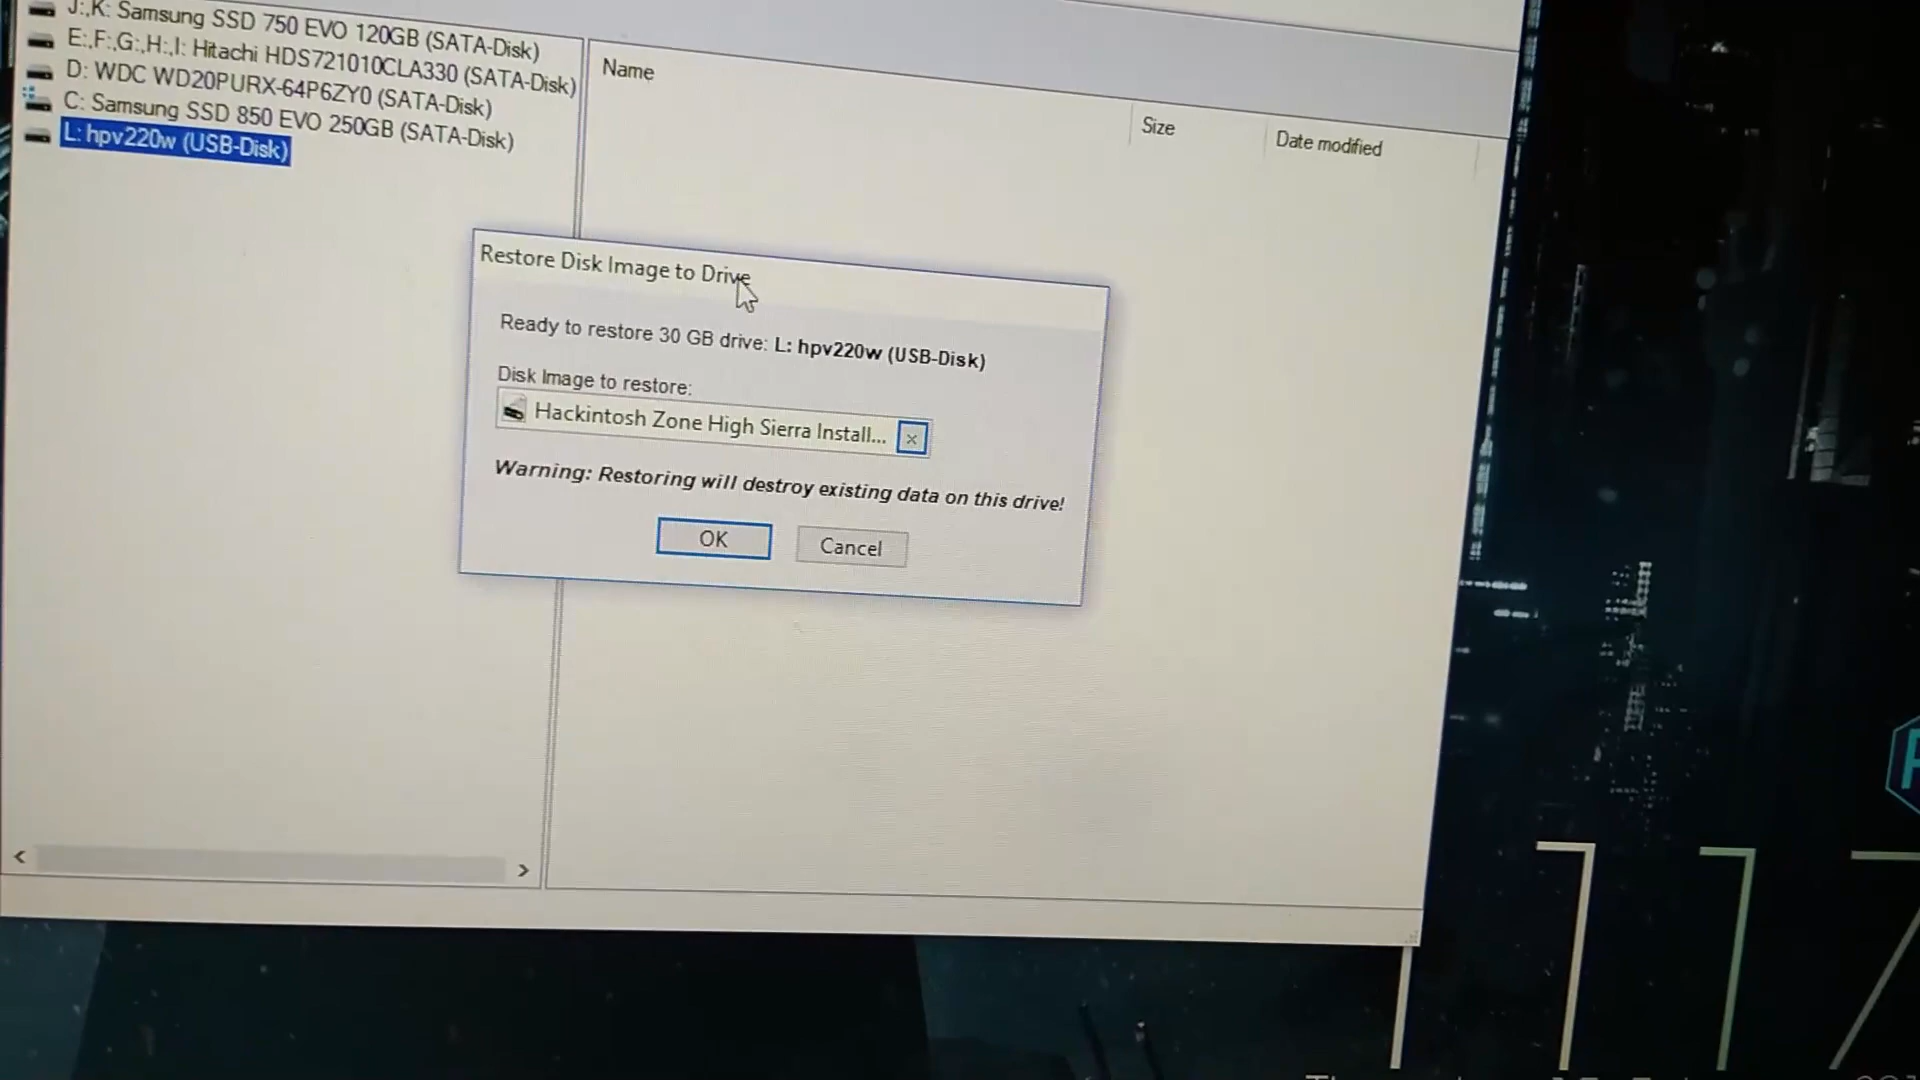 J:,K: Samsung SSD 750 EVO 120GB (SATA-Disk)
E:,F:,G:,H:,I: Hitachi HDS721010CLA330 (SATA-Disk)
D: WDC WD20PURX-64P6ZY0 (SATA-Disk)
C: Samsung SSD 850 EVO 250GB (SATA-Disk)
L: hpv220w (USB-Disk)
Name
Size
Date modified
Restore Disk Image to Drive
Ready to restore 30 GB drive: L: hpv220w (USB-Disk)
Disk Image to restore:
Hackintosh Zone High Sierra Install...
Warning: Restoring will destroy existing data on this drive!
OK
Cancel